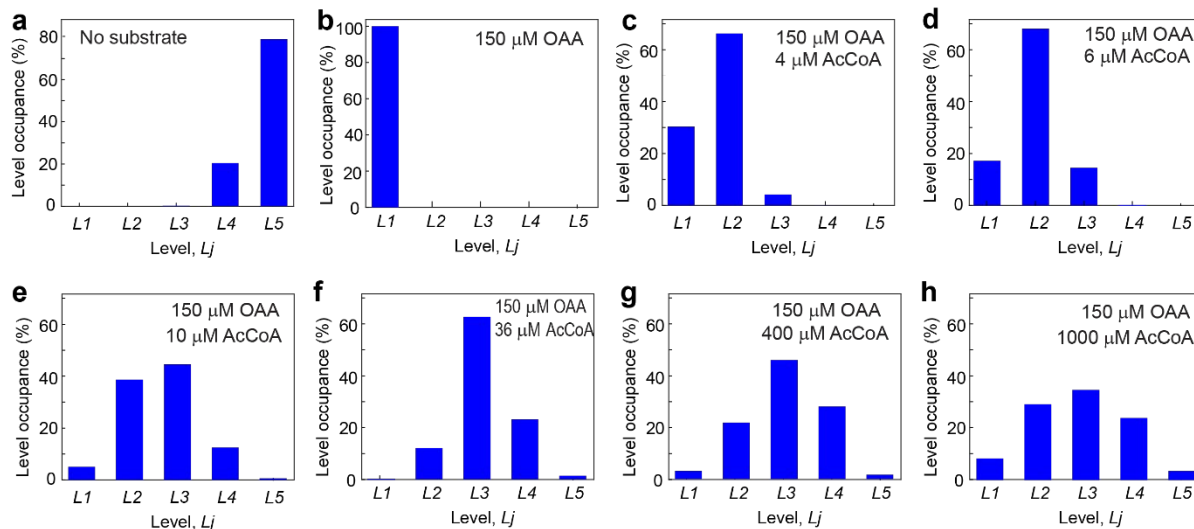 a
No substrate
Level occupance (%)
80
60
40
20
0
L1 L2 L3 L4 L5
Level, Lj
b
150 μM OAA
Level occupance (%)
100
80
60
40
20
0
L1 L2 L3 L4 L5
Level, Lj
c
150 μM OAA
4 μM AcCoA
Level occupance (%)
60
40
20
0
L1 L2 L3 L4 L5
Level, Lj
d
150 μM OAA
6 μM AcCoA
Level occupance (%)
60
40
20
0
L1 L2 L3 L4 L5
Level, Lj
e
150 μM OAA
10 μM AcCoA
Level occupance (%)
60
40
20
0
L1 L2 L3 L4 L5
Level, Lj
f
150 μM OAA
36 μM AcCoA
Level occupance (%)
60
40
20
0
L1 L2 L3 L4 L5
Level, Lj
g
150 μM OAA
400 μM AcCoA
Level occupance (%)
60
40
20
0
L1 L2 L3 L4 L5
Level, Lj
h
150 μM OAA
1000 μM AcCoA
Level occupance (%)
60
40
20
0
L1 L2 L3 L4 L5
Level, Lj